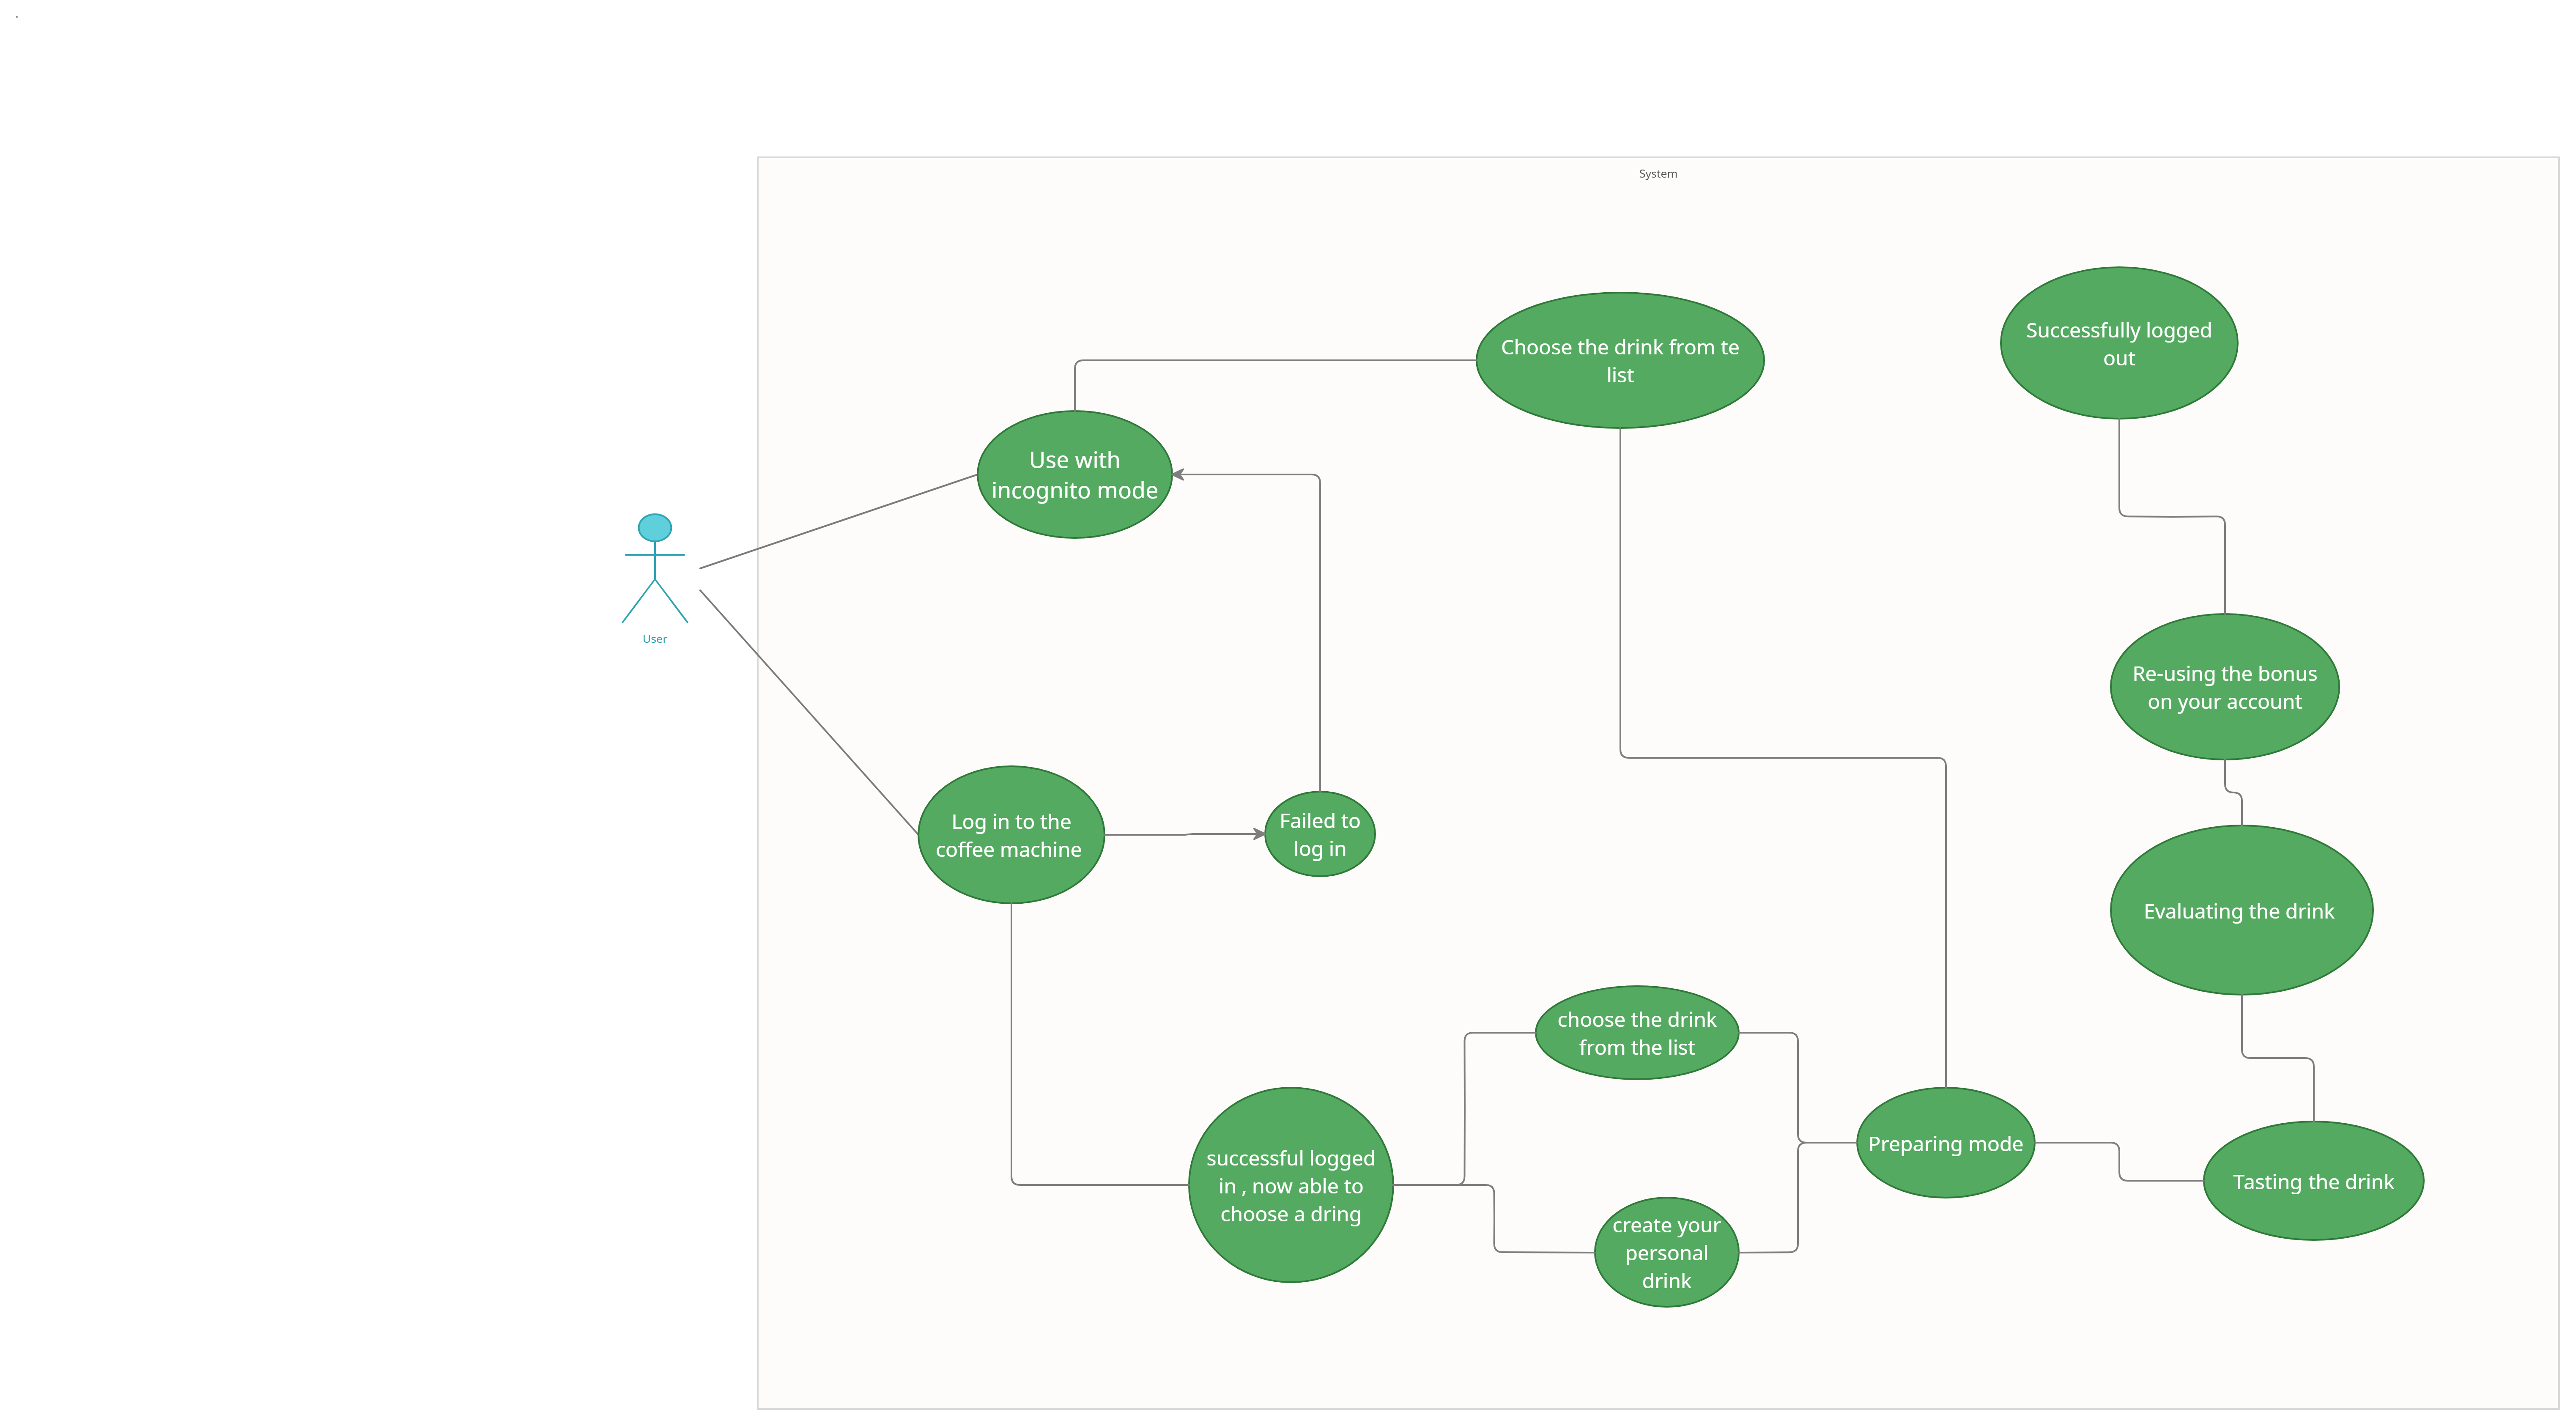 .
System
Successfully logged
out
Choose the drink from te
list
Use with
incognito mode
User
Re-using the bonus
on your account
Log in to the
coffee machine
Failed to
log in
Evaluating the drink
choose the drink
from the list
successful logged
in , now able to
choose a dring
Preparing mode
Tasting the drink
create your
personal
drink